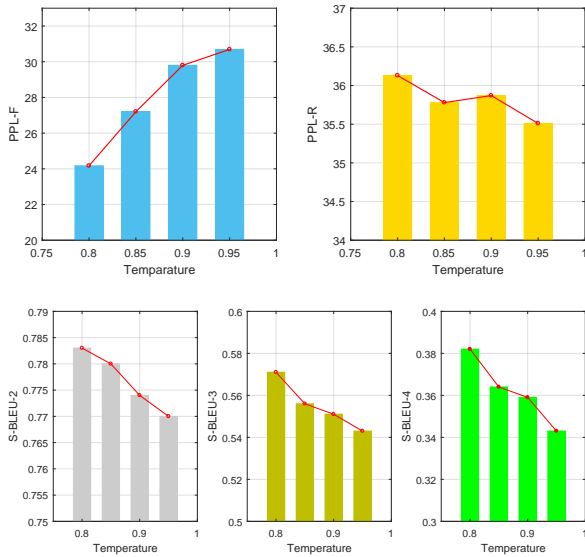 PPL-F
32
30
28
26
24
22
20
0.75 0.8 0.85 0.9 0.95 1
Temparature
PPL-R
37
36.5
36
35.5
35
34.5
34
0.75 0.8 0.85 0.9 0.95 1
Temperature
S-BLEU-2
0.79
0.785
0.78
0.775
0.77
0.765
0.76
0.755
0.75
0.8 0.9 1
Temperature
S-BLEU-3
0.6
0.58
0.56
0.54
0.52
0.5
0.8 0.9 1
Temperature
S-BLEU-4
0.4
0.38
0.36
0.34
0.32
0.3
0.8 0.9 1
Temperature